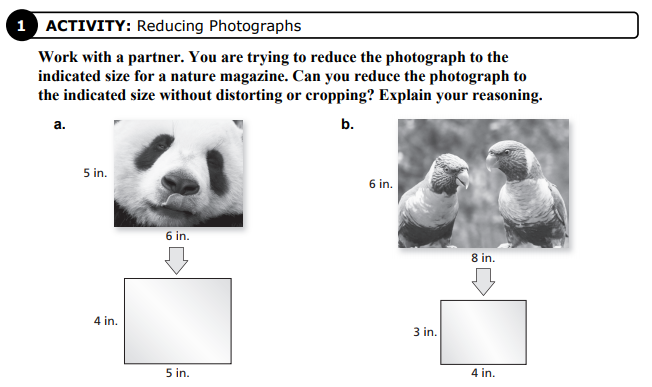 1 ACTIVITY: Reducing Photographs
Work with a partner. You are trying to reduce the photograph to the
indicated size for a nature magazine. Can you reduce the photograph to
the indicated size without distorting or cropping? Explain your reasoning.
a.
5 in.
6 in.
4 in.
5 in.
b.
6 in.
8 in.
3 in.
4 in.